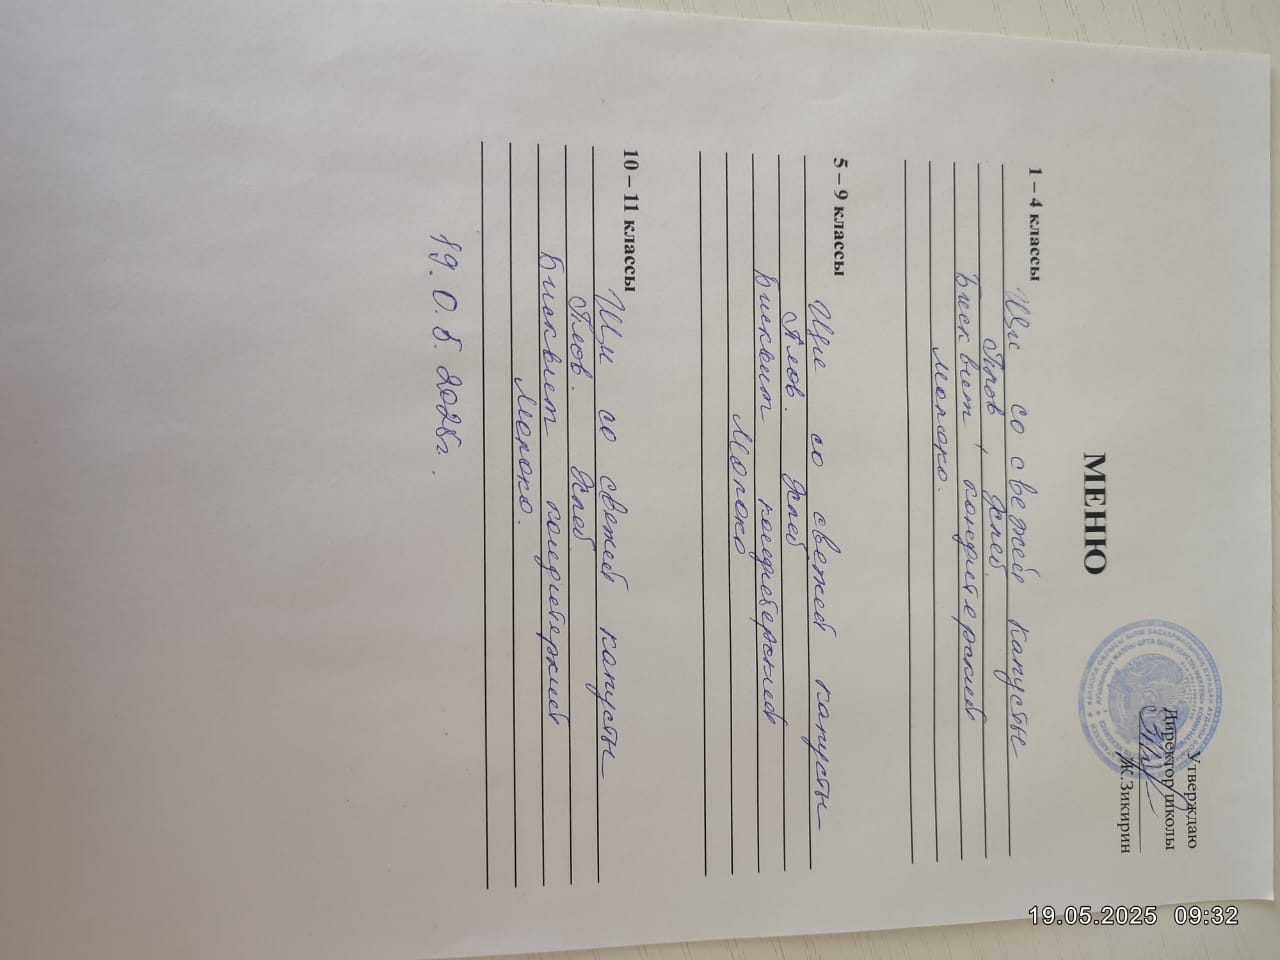 Утверждаю
Директор школы
Ж.Зикирин
МЕНЮ
1 – 4 классы
Щи со свежей капусты
Плов, Хлеб.
Бисквит кондитерский
Молоко.
5 – 9 классы
Щи со свежей капусты
Плов. Хлеб
Бисквит кондитерский
Молоко
10 – 11 классы
Щи со свежей капусты
Плов. Хлеб
Бисквит кондитерский
Молоко.
19.05.2025г.
19.05.2025 09:32